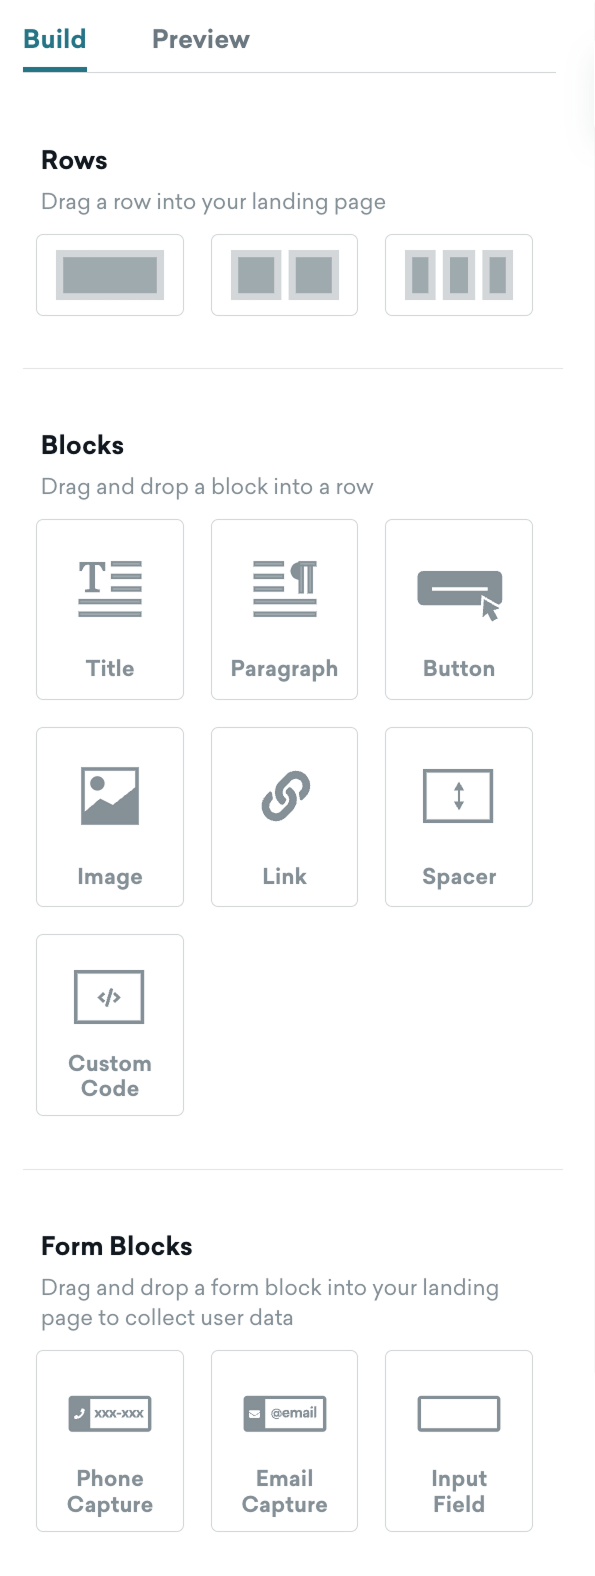 Build Preview
Rows
Drag a row into your landing page
Blocks
Drag and drop a block into a row
T ¶
Title Paragraph Button
Image Link Spacer
</>
Custom
Code
Form Blocks
Drag and drop a form block into your landing
page to collect user data
xxx-xxx @email
Phone Email Input
Capture Capture Field